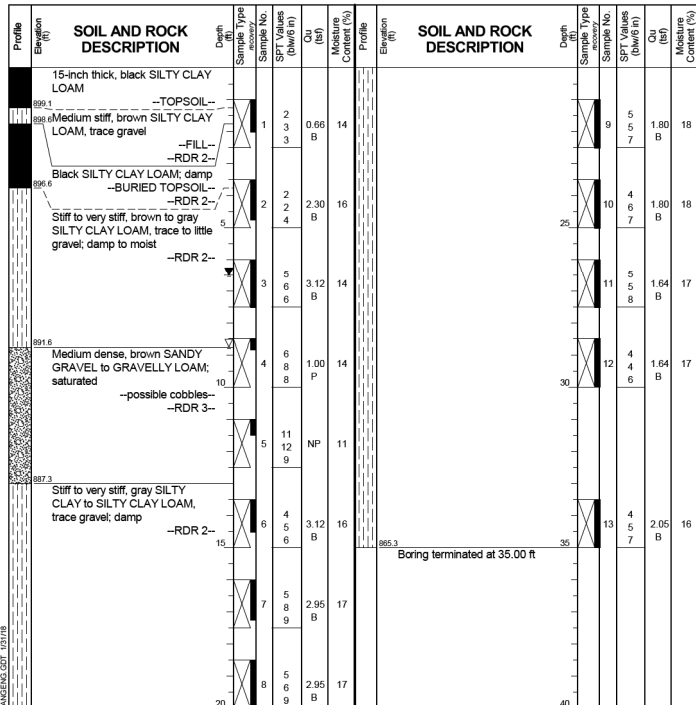 Profile
Elevation (ft)
SOIL AND ROCK DESCRIPTION
Depth (ft)
Sample Type
recovery
Sample No.
SPT Values (blw/6 in)
Qu (tsf)
Moisture Content (%)
Profile
Elevation (ft)
SOIL AND ROCK DESCRIPTION
Depth (ft)
Sample Type
recovery
Sample No.
SPT Values (blw/6 in)
Qu (tsf)
Moisture Content (%)
15-inch thick, black SILTY CLAY
LOAM
899.1 --TOPSOIL--
898.6 Medium stiff, brown SILTY CLAY
LOAM, trace gravel
--FILL--
--RDR 2--
Black SILTY CLAY LOAM; damp
896.6 --BURIED TOPSOIL--
--RDR 2--
Stiff to very stiff, brown to gray
SILTY CLAY LOAM, trace to little
gravel; damp to moist
--RDR 2--
891.6
Medium dense, brown SANDY
GRAVEL to GRAVELLY LOAM;
saturated
--possible cobbles--
--RDR 3--
887.3
Stiff to very stiff, gray SILTY
CLAY to SILTY CLAY LOAM,
trace gravel; damp
--RDR 2--
5
10
15
20
1 2 3 3 0.66 B 14
2 2 2 4 2.30 B 16
3 5 6 6 3.12 B 14
4 6 8 8 1.00 P 14
5 11 12 9 NP 11
6 4 5 6 3.12 B 16
7 5 8 9 2.95 B 17
8 5 6 9 2.95 B 17
9 5 5 7 1.80 B 18
10 4 6 7 1.80 B 18
25
11 5 5 8 1.64 B 17
12 4 4 6 1.64 B 17
30
13 4 5 7 2.05 B 16
865.3 35
Boring terminated at 35.00 ft
40
ANGENG.GDT 1/31/18